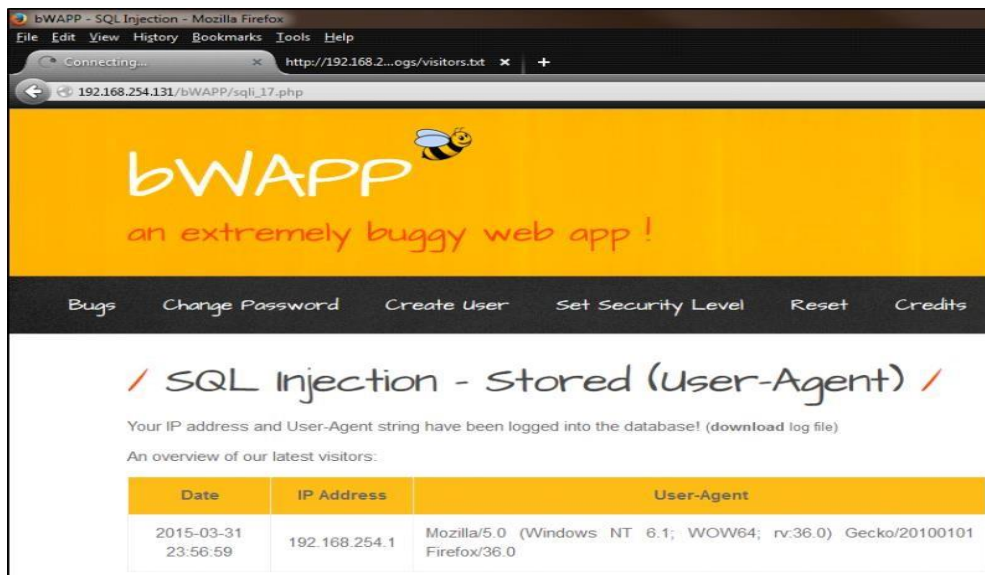 bWAPP - SQL Injection - Mozilla Firefox
File Edit View History Bookmarks Tools Help
Connecting... × http://192.168.2...ogs/visitors.txt × +
192.168.254.131/bWAPP/sqli_17.php
bWAPP
an extremely buggy web app !
Bugs Change Password Create User Set Security Level Reset Credits
/ SQL Injection - Stored (User-Agent) /
Your IP address and User-Agent string have been logged into the database! (download log file)
An overview of our latest visitors:
Date IP Address User-Agent
2015-03-31 23:56:59 192.168.254.1 Mozilla/5.0 (Windows NT 6.1; WOW64; rv:36.0) Gecko/20100101 Firefox/36.0